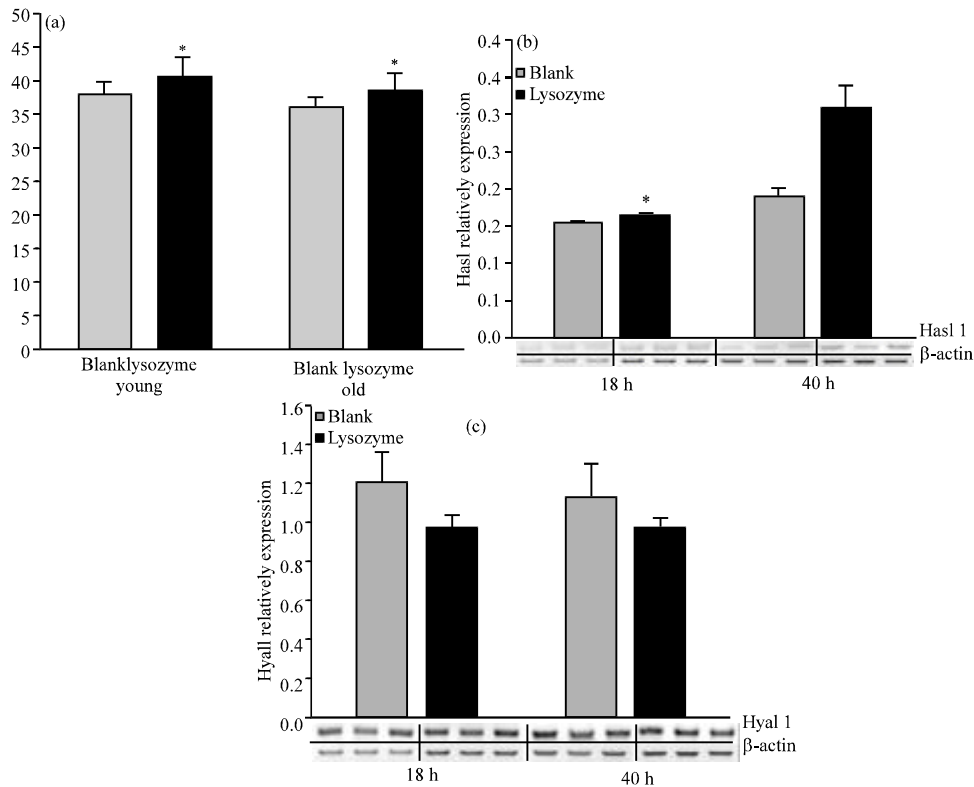 (a)
50
45
40
35
30
25
20
15
10
5
0
*
*
Blanklysozyme
young
Blank lysozyme
old
(b)
Blank
Lysozyme
Hasl relatively expression
0.4
0.4
0.3
0.3
0.2
0.2
0.1
0.1
0.0
*
Hasl 1
β-actin
18 h
40 h
(c)
Blank
Lysozyme
Hyall relatively expression
1.6
1.4
1.2
1.0
0.8
0.6
0.4
0.2
0.0
Hyal 1
β-actin
18 h
40 h